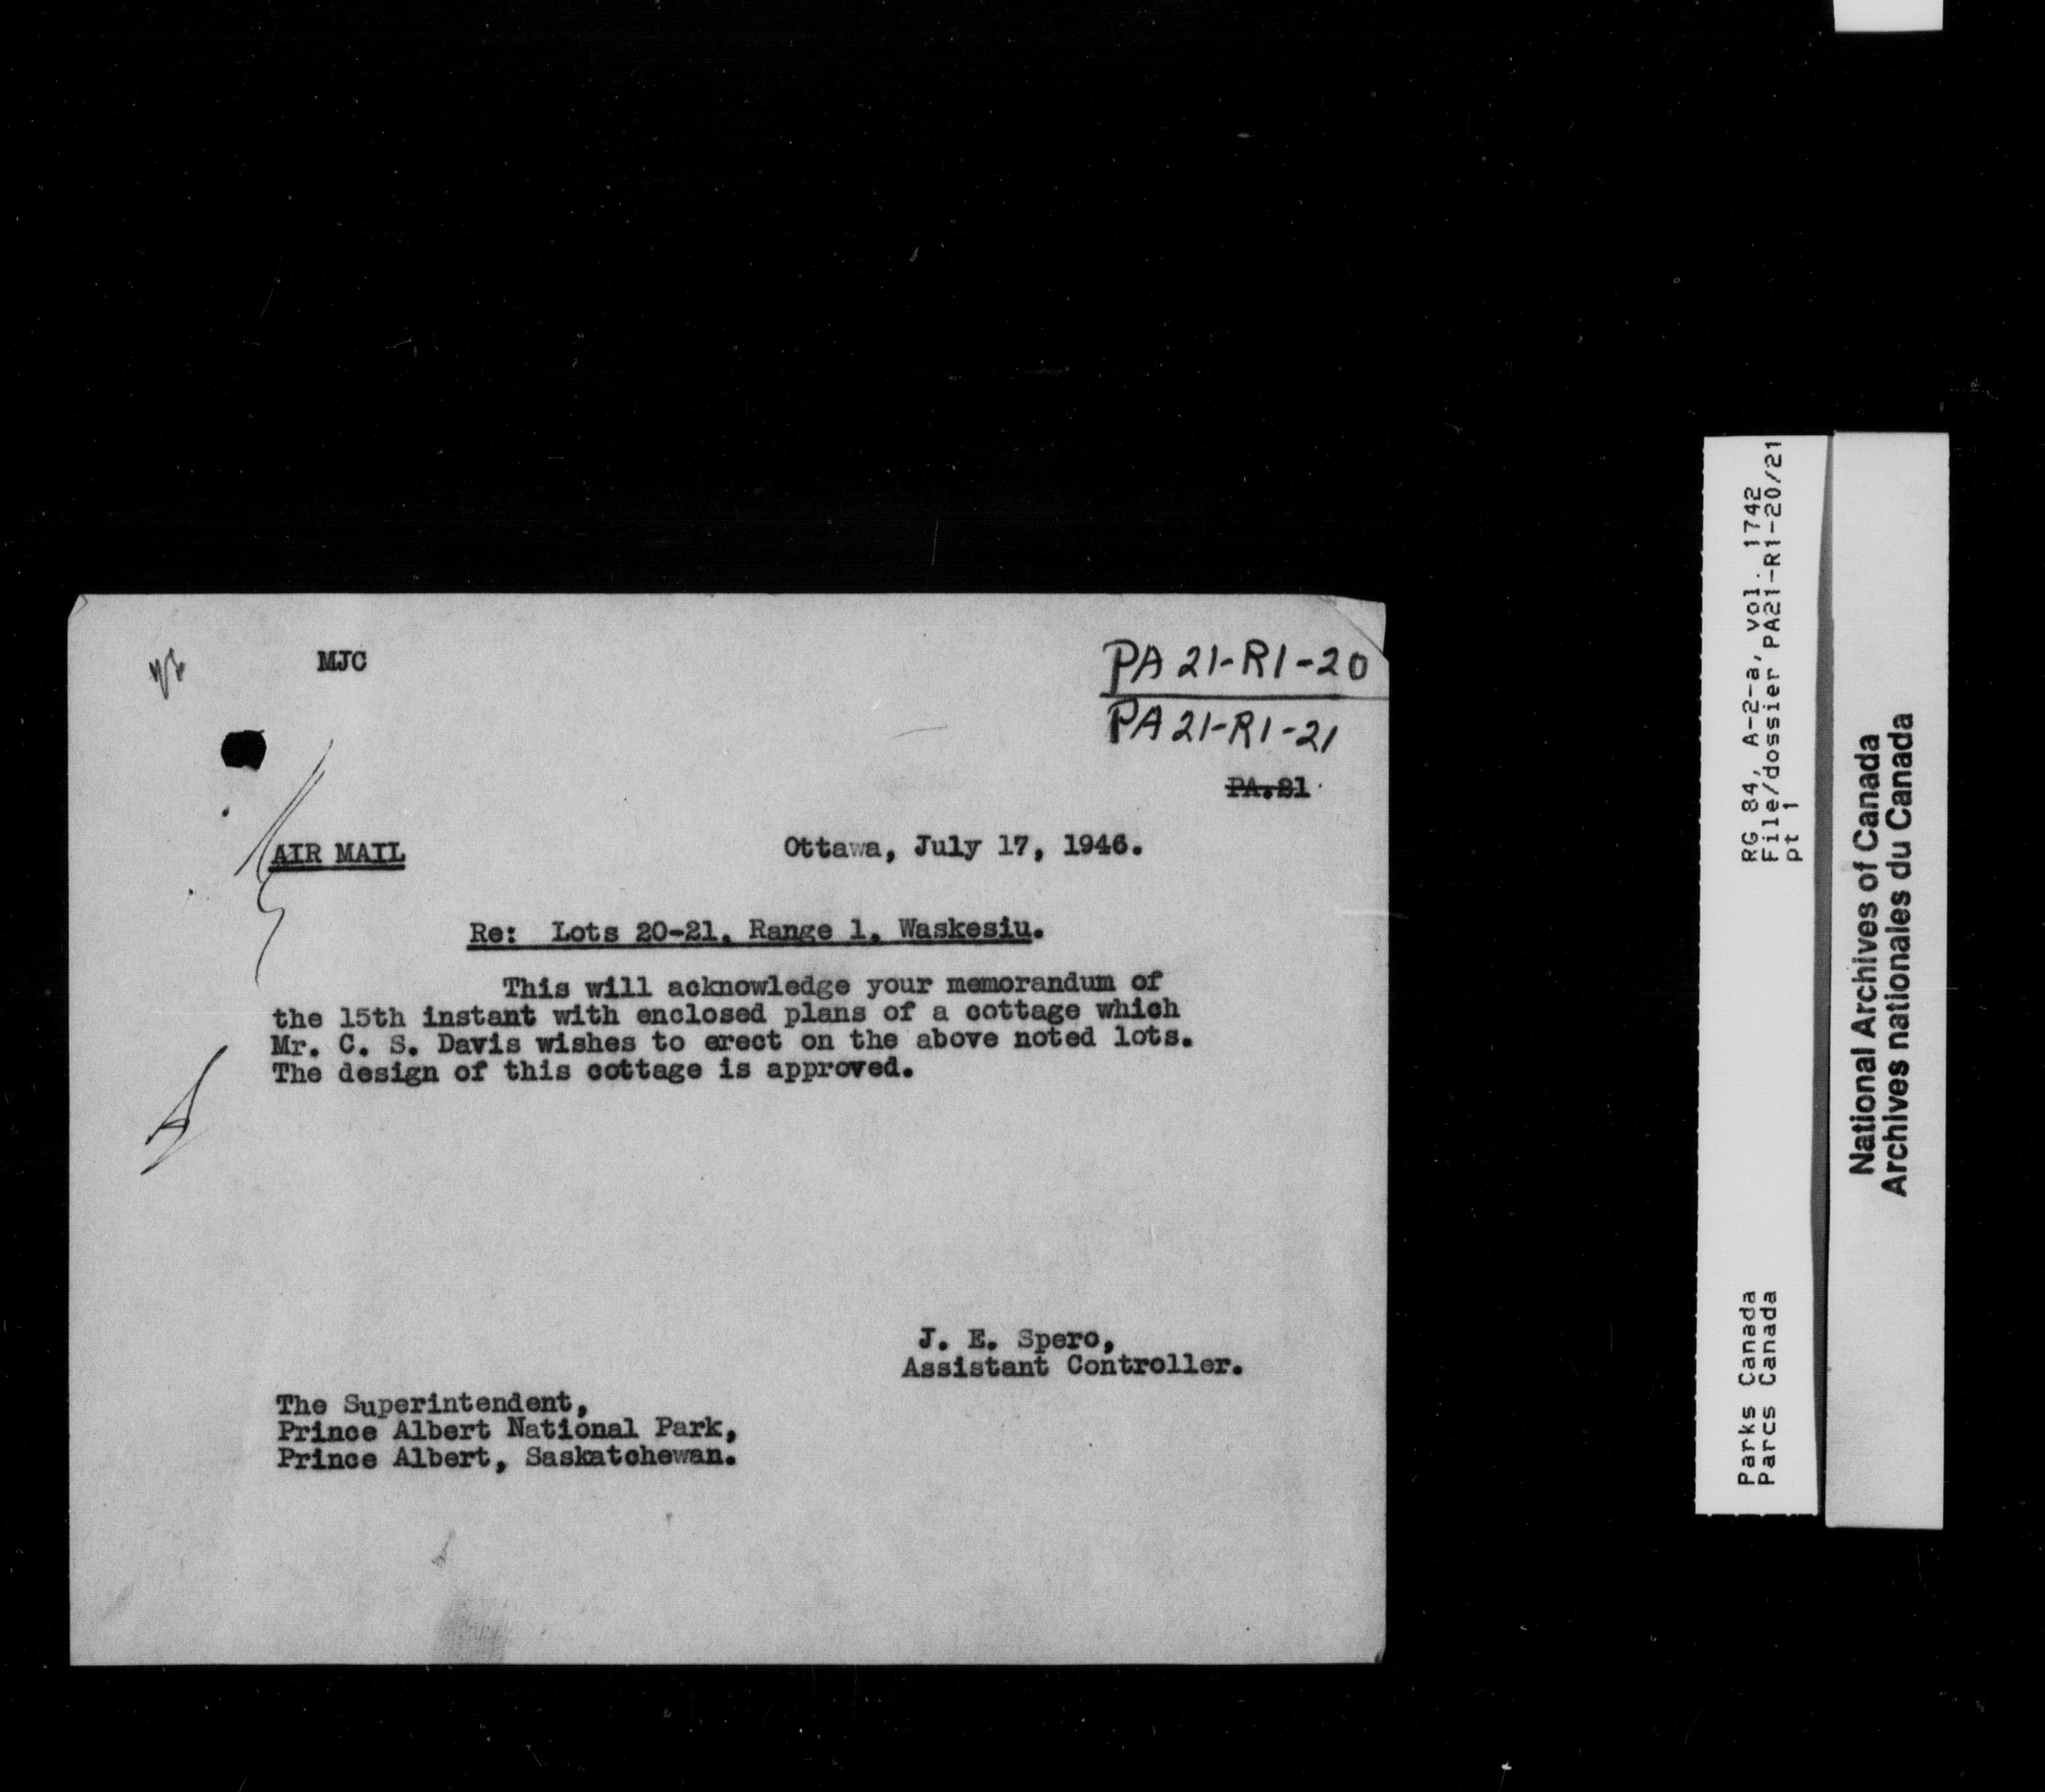 MJC
PA 21-R1-20
PA 21-R1-21
PA.21
AIR MAIL
Ottawa, July 17, 1946.
Re: Lots 20-21, Range 1, Waskesiu.
This will acknowledge your memorandum of
the 15th instant with enclosed plans of a cottage which
Mr. C. S. Davis wishes to erect on the above noted lots.
The design of this cottage is approved.
J. E. Spero,
Assistant Controller.
The Superintendent,
Prince Albert National Park,
Prince Albert, Saskatchewan.
RG 84, A-2-a, vol. 1742
File/dossier PA21-R1-20/21
pt 1
Parks Canada
Parcs Canada
National Archives of Canada
Archives nationales du Canada